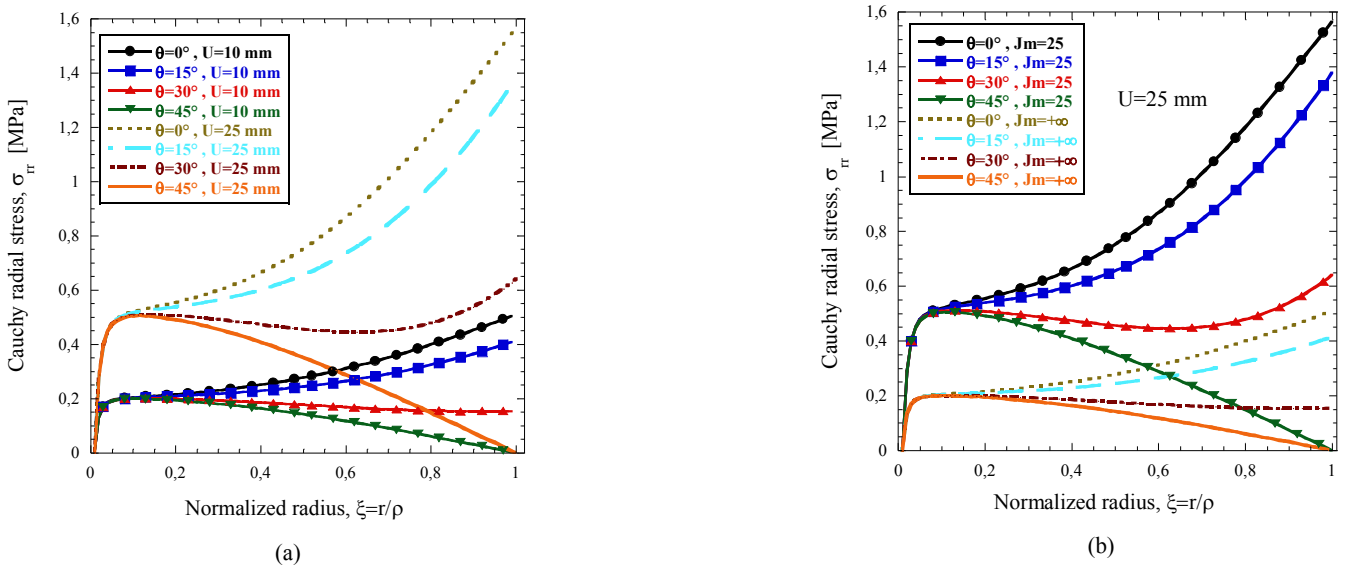 1,6
1,4
1,2
1
0,8
0,6
0,4
0,2
0
Cauchy radial stress, σrr [MPa]
θ=0° , U=10 mm
θ=15° , U=10 mm
θ=30° , U=10 mm
θ=45° , U=10 mm
θ=0° , U=25 mm
θ=15° , U=25 mm
θ=30° , U=25 mm
θ=45° , U=25 mm
0 0,2 0,4 0,6 0,8 1
Normalized radius, ξ=r/ρ
(a)
1,6
1,4
1,2
1
0,8
0,6
0,4
0,2
0
Cauchy radial stress, σrr [MPa]
θ=0° , Jm=25
θ=15° , Jm=25
θ=30° , Jm=25
θ=45° , Jm=25
θ=0° , Jm=+∞
θ=15° , Jm=+∞
θ=30° , Jm=+∞
θ=45° , Jm=+∞
U=25 mm
0 0,2 0,4 0,6 0,8 1
Normalized radius, ξ=r/ρ
(b)